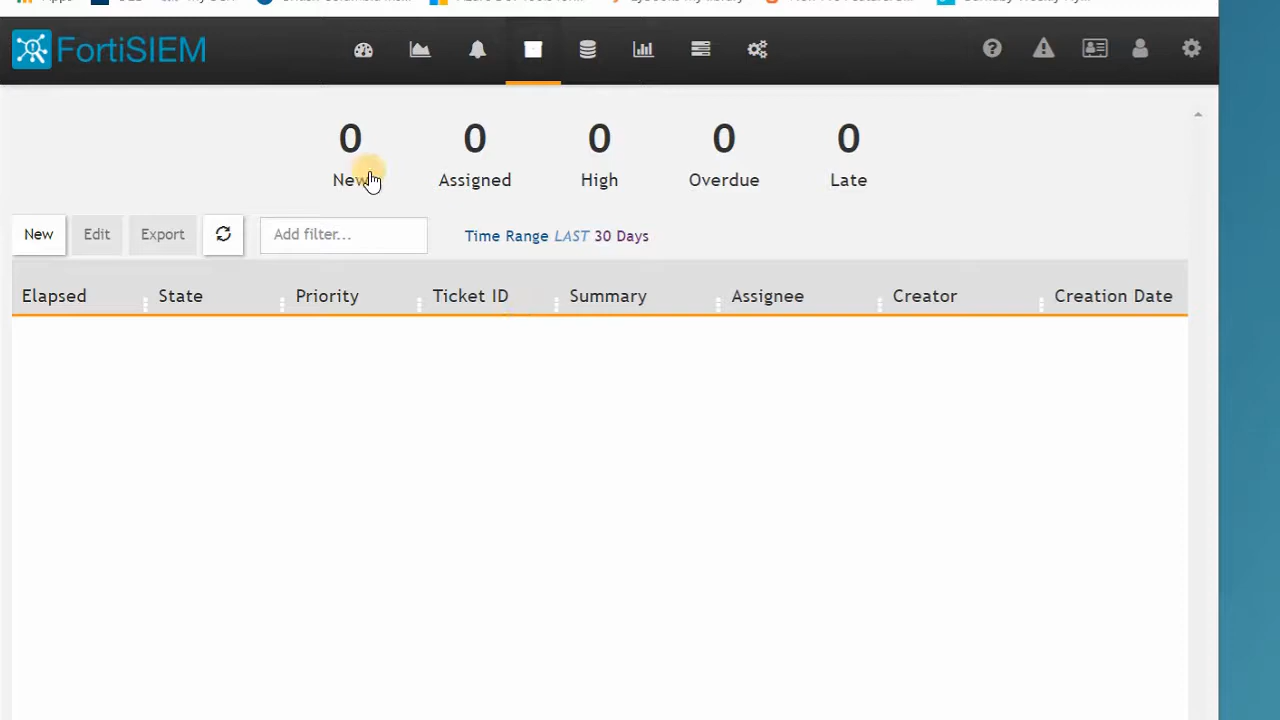 Apps
FortiSIEM
0 0 0 0 0
New Assigned High Overdue Late
New Edit Export Add filter... Time Range LAST 30 Days
Elapsed State Priority Ticket ID Summary Assignee Creator Creation Date